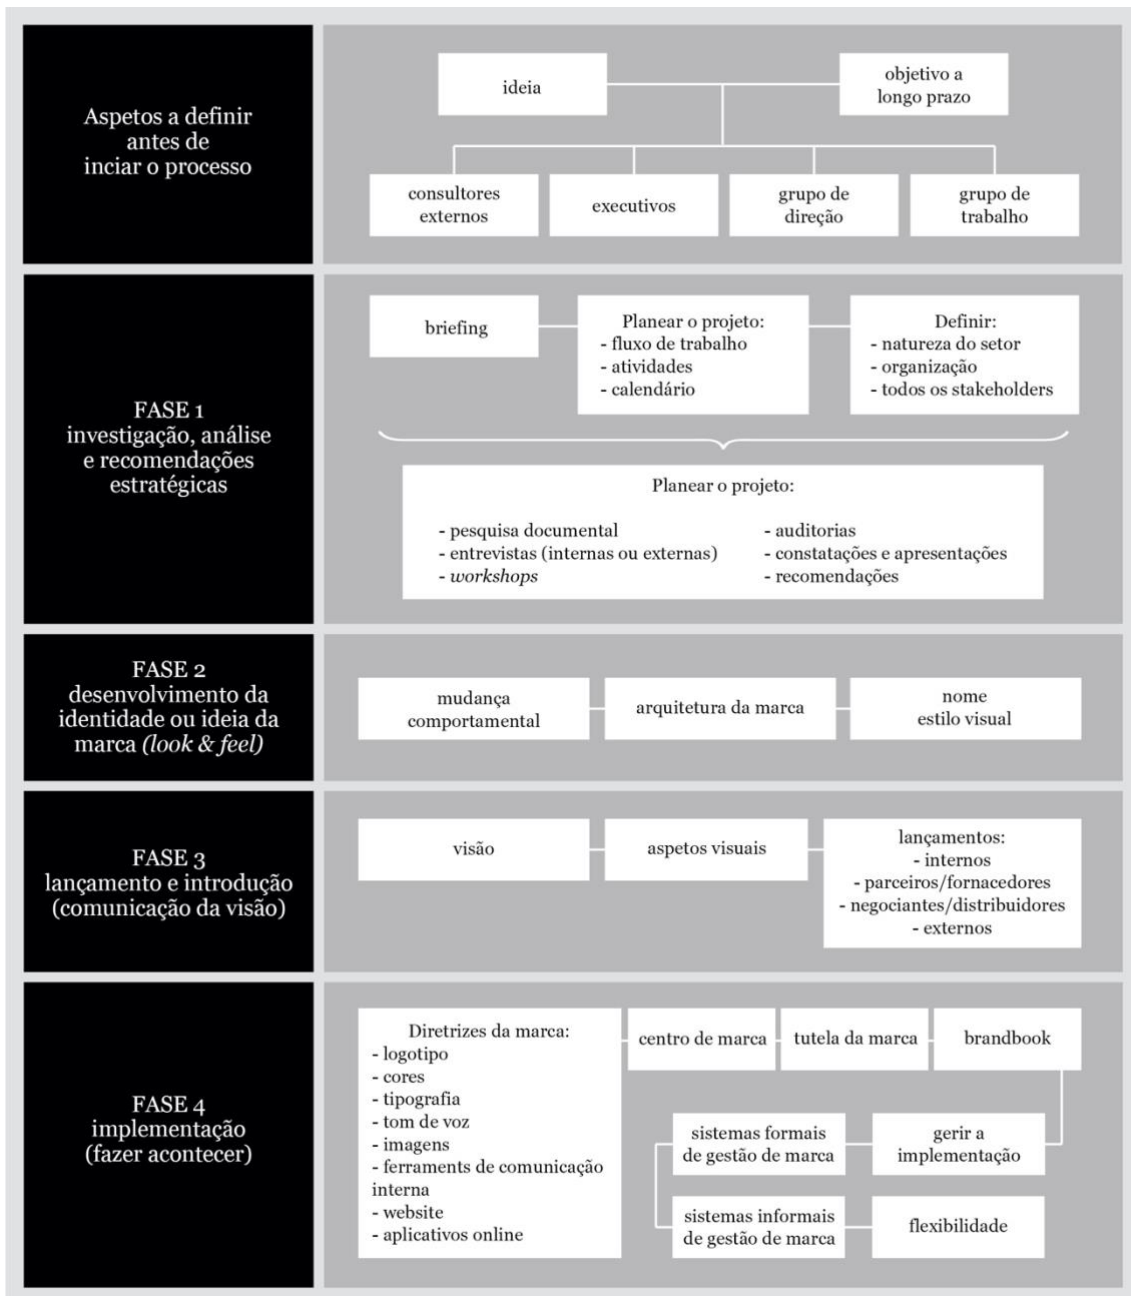 Aspetos a definir
antes de
inciar o processo
ideia
objetivo a
longo prazo
consultores
externos
executivos
grupo de
direção
grupo de
trabalho
FASE 1
investigação, análise
e recomendações
estratégicas
briefing
Planear o projeto:
- fluxo de trabalho
- atividades
- calendário
Definir:
- natureza do setor
- organização
- todos os stakeholders
Planear o projeto:
- pesquisa documental
- entrevistas (internas ou externas)
- workshops
- auditorias
- constatações e apresentações
- recomendações
FASE 2
desenvolvimento da
identidade ou ideia da
marca (look & feel)
mudança
comportamental
arquitetura da marca
nome
estilo visual
FASE 3
lançamento e introdução
(comunicação da visão)
visão
aspetos visuais
lançamentos:
- internos
- parceiros/fornacedores
- negociantes/distribuidores
- externos
FASE 4
implementação
(fazer acontecer)
Diretrizes da marca:
- logotipo
- cores
- tipografia
- tom de voz
- imagens
- ferraments de comunicação
interna
- website
- aplicativos online
centro de marca
tutela da marca
brandbook
sistemas formais
de gestão de marca
gerir a
implementação
sistemas informais
de gestão de marca
flexibilidade